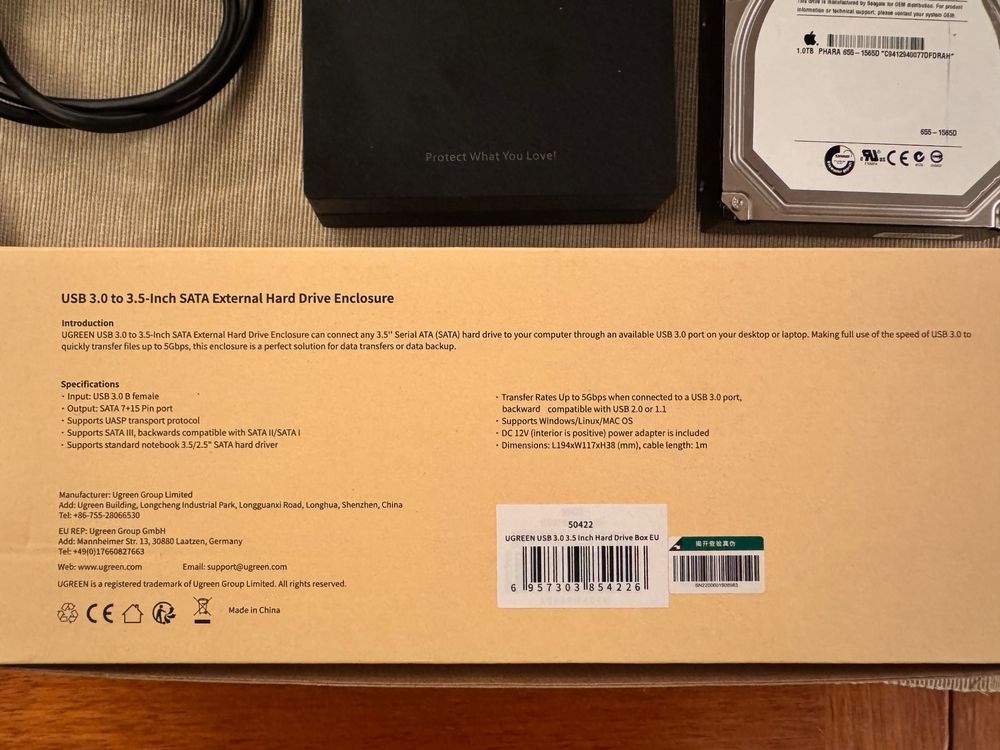 This drive is manufactured by Seagate for OEM distribution. For product
information or technical support, please contact your system OEM.
1.0TB PHARA 655-1565D "C9412940077DFDRAH"
655-1565D
Protect What You Love!
USB 3.0 to 3.5-Inch SATA External Hard Drive Enclosure
Introduction
UGREEN USB 3.0 to 3.5-Inch SATA External Hard Drive Enclosure can connect any 3.5'' Serial ATA (SATA) hard drive to your computer through an available USB 3.0 port on your desktop or laptop. Making full use of the speed of USB 3.0 to
quickly transfer files up to 5Gbps, this enclosure is a perfect solution for data transfers or data backup.
Specifications
· Input: USB 3.0 B female
· Output: SATA 7+15 Pin port
· Supports UASP transport protocol
· Supports SATA III, backwards compatible with SATA II/SATA I
· Supports standard notebook 3.5/2.5" SATA hard driver
· Transfer Rates Up to 5Gbps when connected to a USB 3.0 port,
backward compatible with USB 2.0 or 1.1
· Supports Windows/Linux/MAC OS
· DC 12V (interior is positive) power adapter is included
· Dimensions: L194xW117xH38 (mm), cable length: 1m
Manufacturer: Ugreen Group Limited
Add: Ugreen Building, Longcheng Industrial Park, Longguanxi Road, Longhua, Shenzhen, China
Tel: +86-755-28066530
EU REP: Ugreen Group GmbH
Add: Mannheimer Str. 13, 30880 Laatzen, Germany
Tel: +49(0)17660827663
Web: www.ugreen.com Email: support@ugreen.com
UGREEN is a registered trademark of Ugreen Group Limited. All rights reserved.
CE
Made in China
50422
UGREEN USB 3.0 3.5 Inch Hard Drive Box EU
6 957303 854226
揭开查验真伪